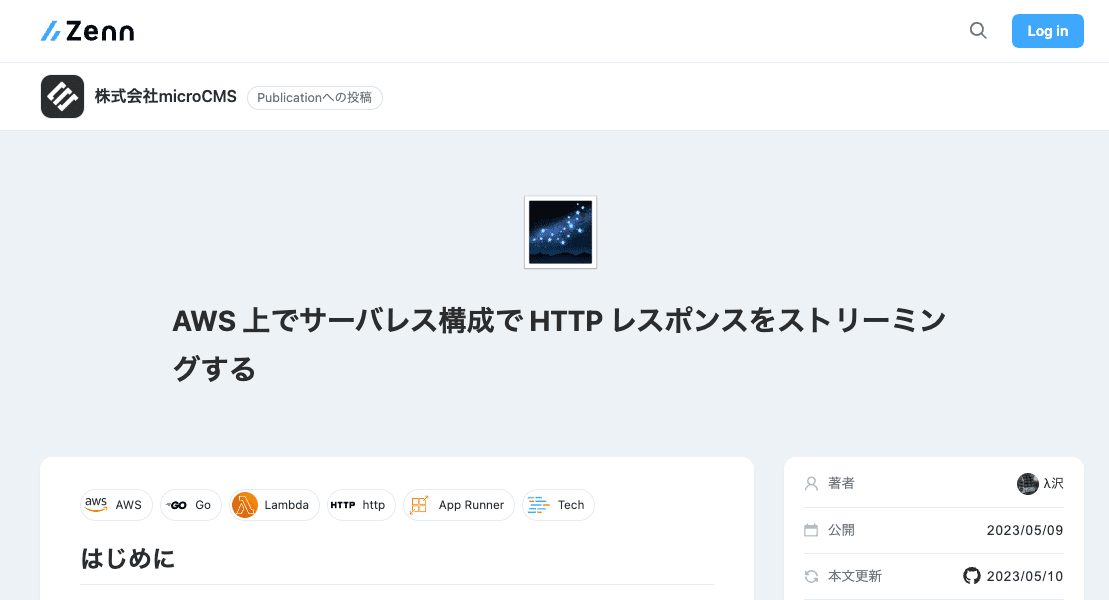 Zenn
Log in
株式会社microCMS
Publicationへの投稿
AWS 上でサーバレス構成で HTTP レスポンスをストリーミン
グする
aws AWS
GO Go
Lambda
HTTP http
App Runner
Tech
はじめに
著者
λ沢
公開
2023/05/09
本文更新
2023/05/10